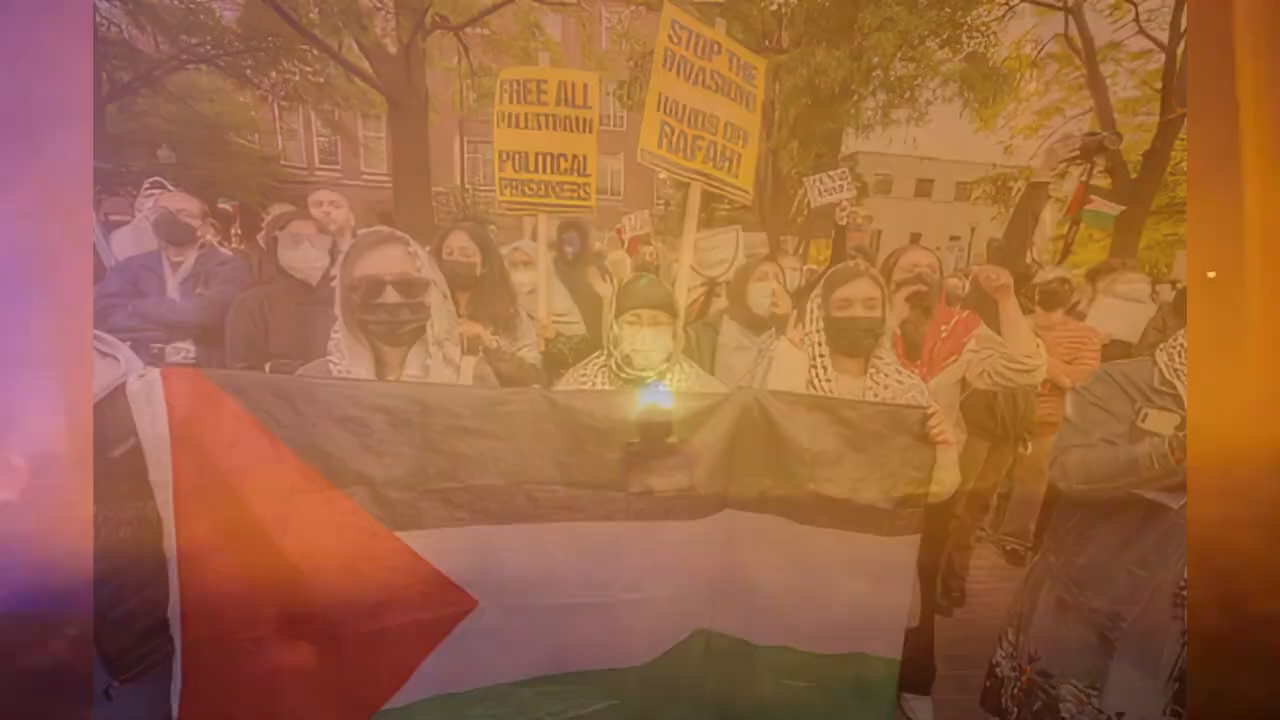 FREE ALL
PALESTINIAN
POLITICAL
PRISONERS
STOP THE
INVASION!
HANDS OFF
RAFAH!